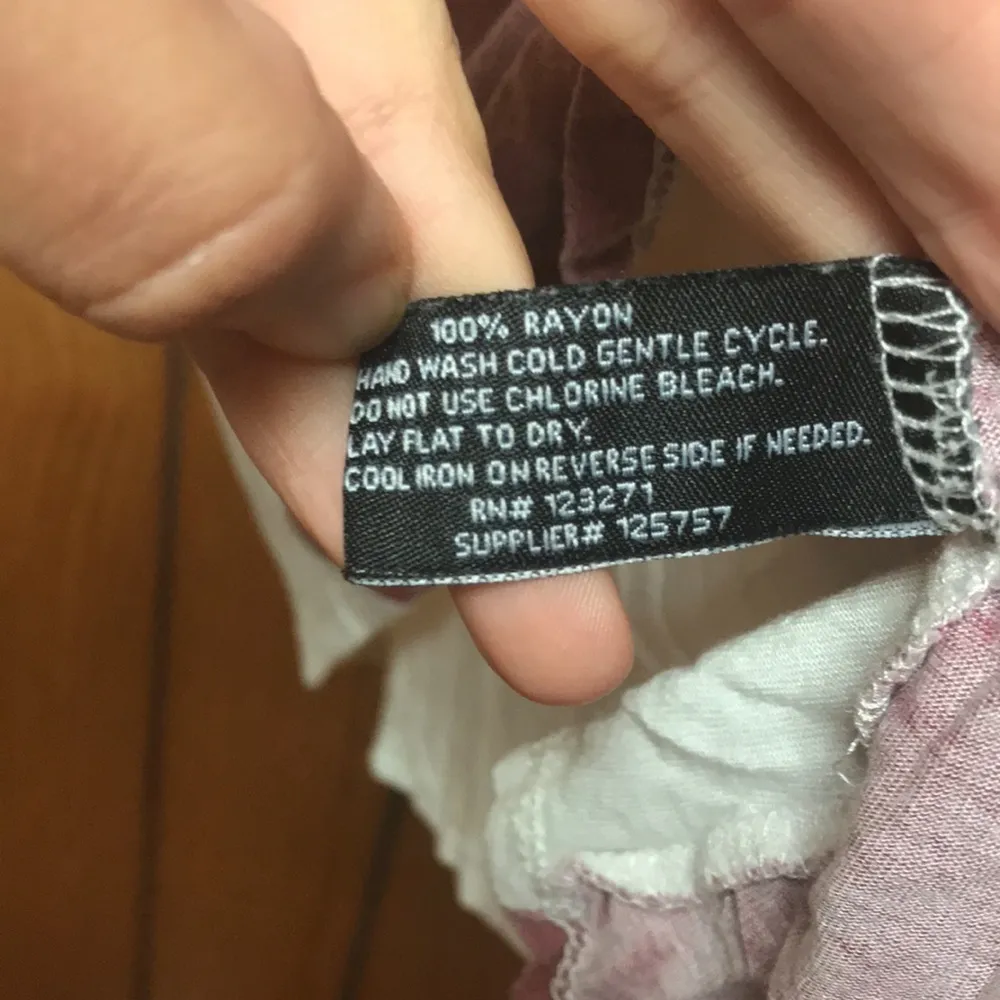 100% RAYON
HAND WASH COLD GENTLE CYCLE.
DO NOT USE CHLORINE BLEACH.
LAY FLAT TO DRY.
COOL IRON ON REVERSE SIDE IF NEEDED.
RN# 123271
SUPPLIER# 125757